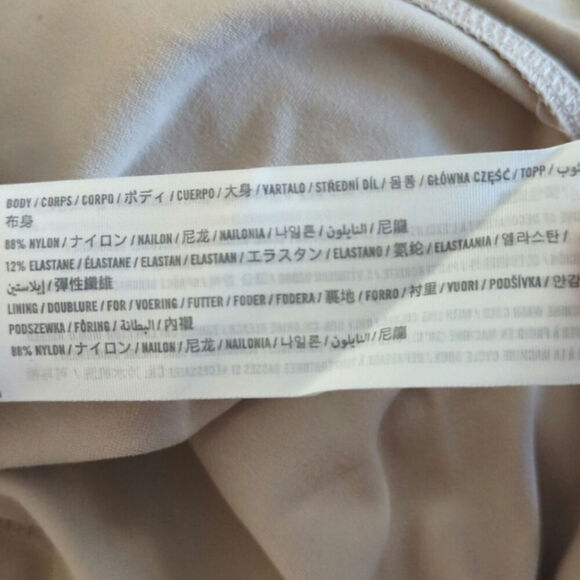 BODY / CORPS / CORPO / ボディ / CUERPO / 大身 / VARTALO / STŘEDNÍ DÍL / 몸통 / GŁÓWNA CZĘŚĆ / TOPP /
布身
88% NYLON / ナイロン / NAILON / 尼龙 / NAILONIA / 나일론 / النايلون / 尼龍
12% ELASTANE / ÉLASTANE / ELASTAN / ELASTAAN / エラスタン / ELASTANO / 氨纶 / ELASTAANIA / 엘라스탄 /
إيلاستين / 彈性纖維
LINING / DOUBLURE / FOR / VOERING / FUTTER / FODER / FODERA / 裏地 / FORRO / 衬里 / VUORI / PODŠÍVKA / 안감
PODSZEWKA / FÔRING / البطانة / 內襯
88% NYLON / ナイロン / NAILON / 尼龙 / NAILONIA / 나일론 / النايلون / 尼龍